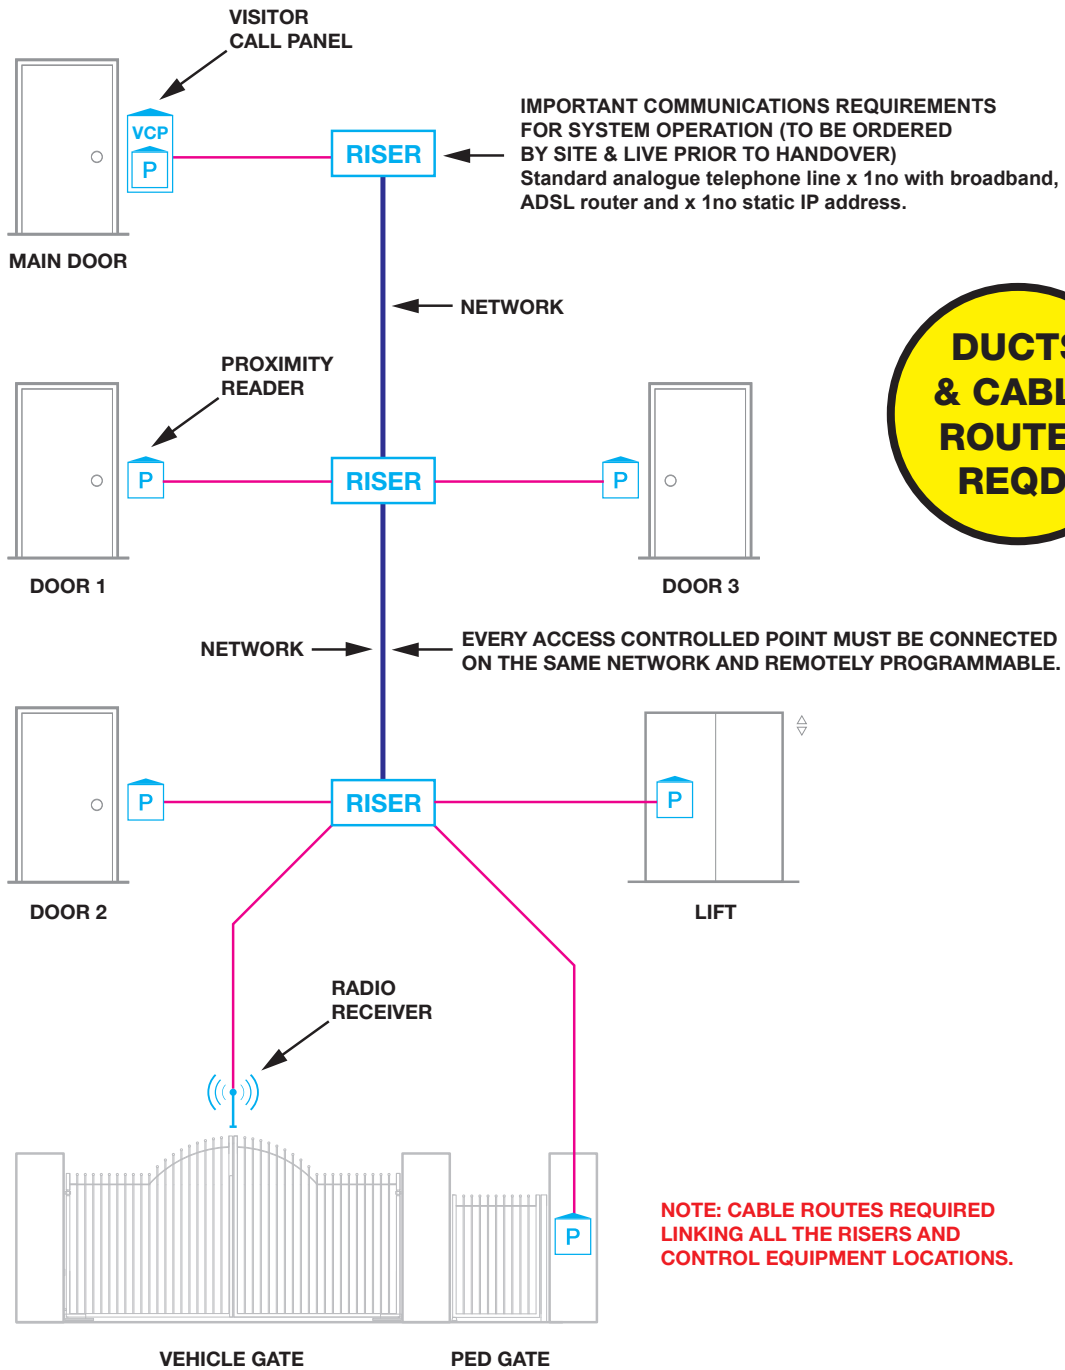 VISITOR
CALL PANEL
VCP
P
RISER
IMPORTANT COMMUNICATIONS REQUIREMENTS
FOR SYSTEM OPERATION (TO BE ORDERED
BY SITE & LIVE PRIOR TO HANDOVER)
Standard analogue telephone line x 1no with broadband,
ADSL router and x 1no static IP address.
MAIN DOOR
NETWORK
DUCTS
& CABL
ROUTE
REQD
PROXIMITY
READER
P
RISER
P
DOOR 1
DOOR 3
NETWORK
EVERY ACCESS CONTROLLED POINT MUST BE CONNECTED
ON THE SAME NETWORK AND REMOTELY PROGRAMMABLE.
P
RISER
P
DOOR 2
LIFT
RADIO
RECEIVER
P
NOTE: CABLE ROUTES REQUIRED
LINKING ALL THE RISERS AND
CONTROL EQUIPMENT LOCATIONS.
VEHICLE GATE
PED GATE